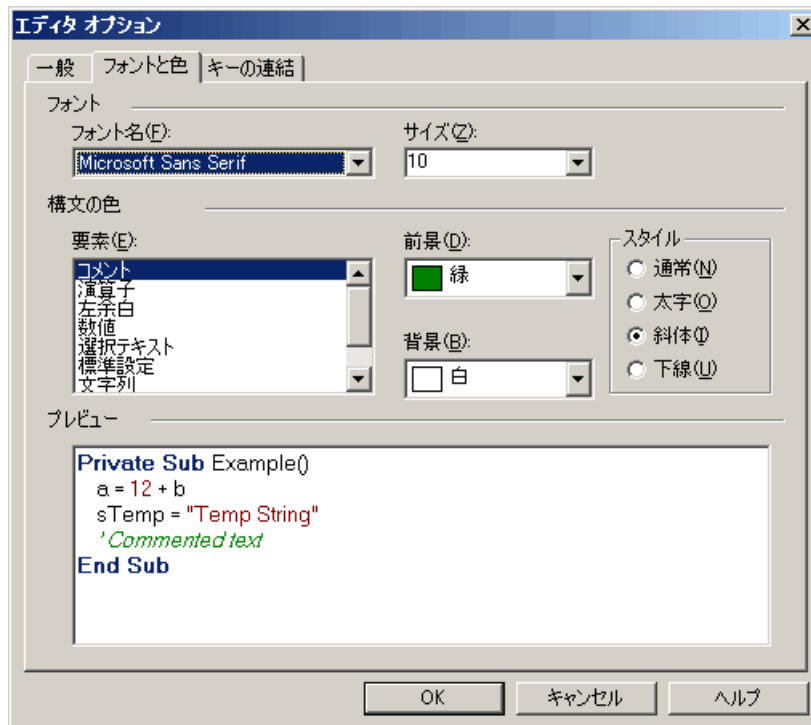 エディタ オプション
一般 フォントと色 キーの連結
フォント
フォント名(F): サイズ(Z):
Microsoft Sans Serif 10
構文の色
要素(E): 前景(D): スタイル
コメント 緑 通常(N)
演算子
左余白 太字(O)
数値
選択テキスト 背景(B): 斜体(I)
標準設定 白 下線(U)
文字列
プレビュー
Private Sub Example()
a = 12 + b
sTemp = "Temp String"
' Commented text
End Sub
OK キャンセル ヘルプ